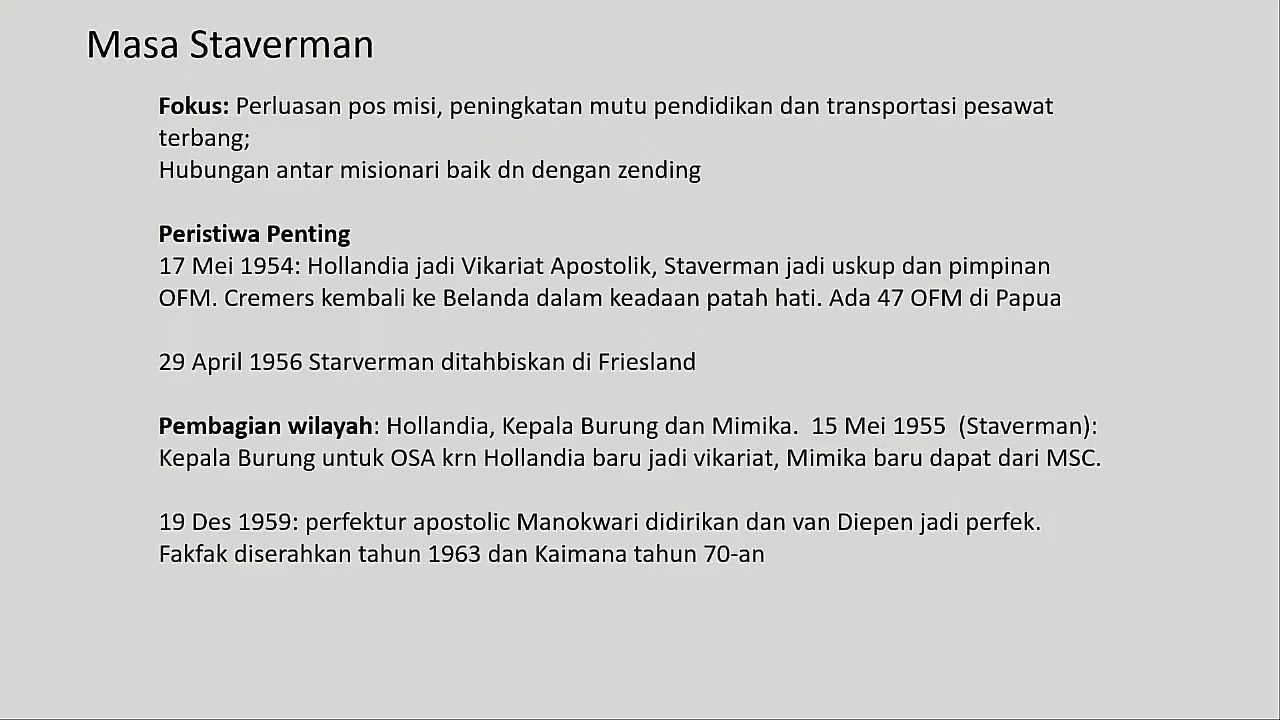 Masa Staverman
Fokus: Perluasan pos misi, peningkatan mutu pendidikan dan transportasi pesawat
terbang;
Hubungan antar misionari baik dn dengan zending
Peristiwa Penting
17 Mei 1954: Hollandia jadi Vikariat Apostolik, Staverman jadi uskup dan pimpinan
OFM. Cremers kembali ke Belanda dalam keadaan patah hati. Ada 47 OFM di Papua
29 April 1956 Starverman ditahbiskan di Friesland
Pembagian wilayah: Hollandia, Kepala Burung dan Mimika.  15 Mei 1955  (Staverman):
Kepala Burung untuk OSA krn Hollandia baru jadi vikariat, Mimika baru dapat dari MSC.
19 Des 1959: perfektur apostolic Manokwari didirikan dan van Diepen jadi perfek.
Fakfak diserahkan tahun 1963 dan Kaimana tahun 70-an